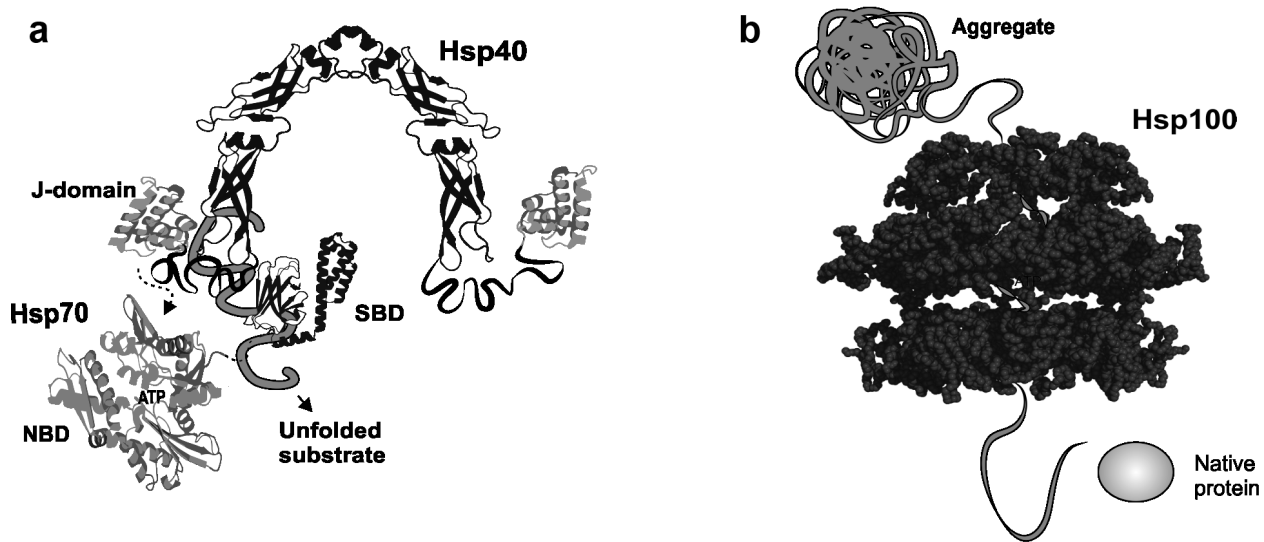 a
Hsp40
J-domain
Hsp70
SBD
ATP
NBD
Unfolded
substrate
b
Aggregate
Hsp100
Native
protein